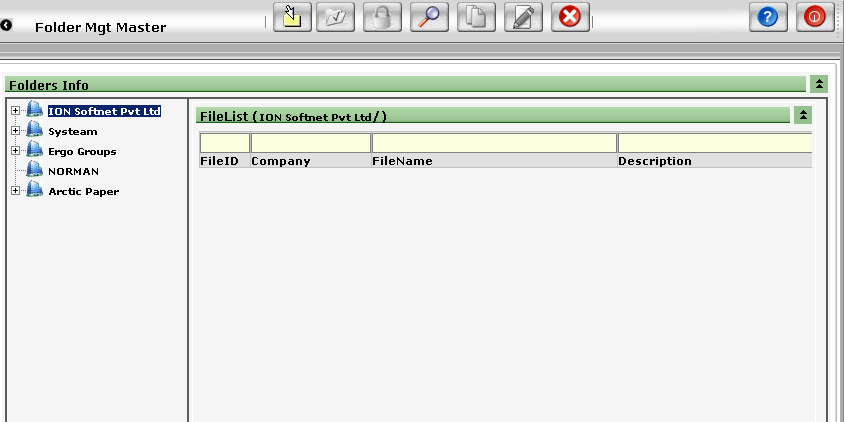 Folder Mgt Master
?
Folders Info
ION Softnet Pvt Ltd
Systeam
Ergo Groups
NORMAN
Arctic Paper
FileList (ION Softnet Pvt Ltd/)
FileID Company FileName Description